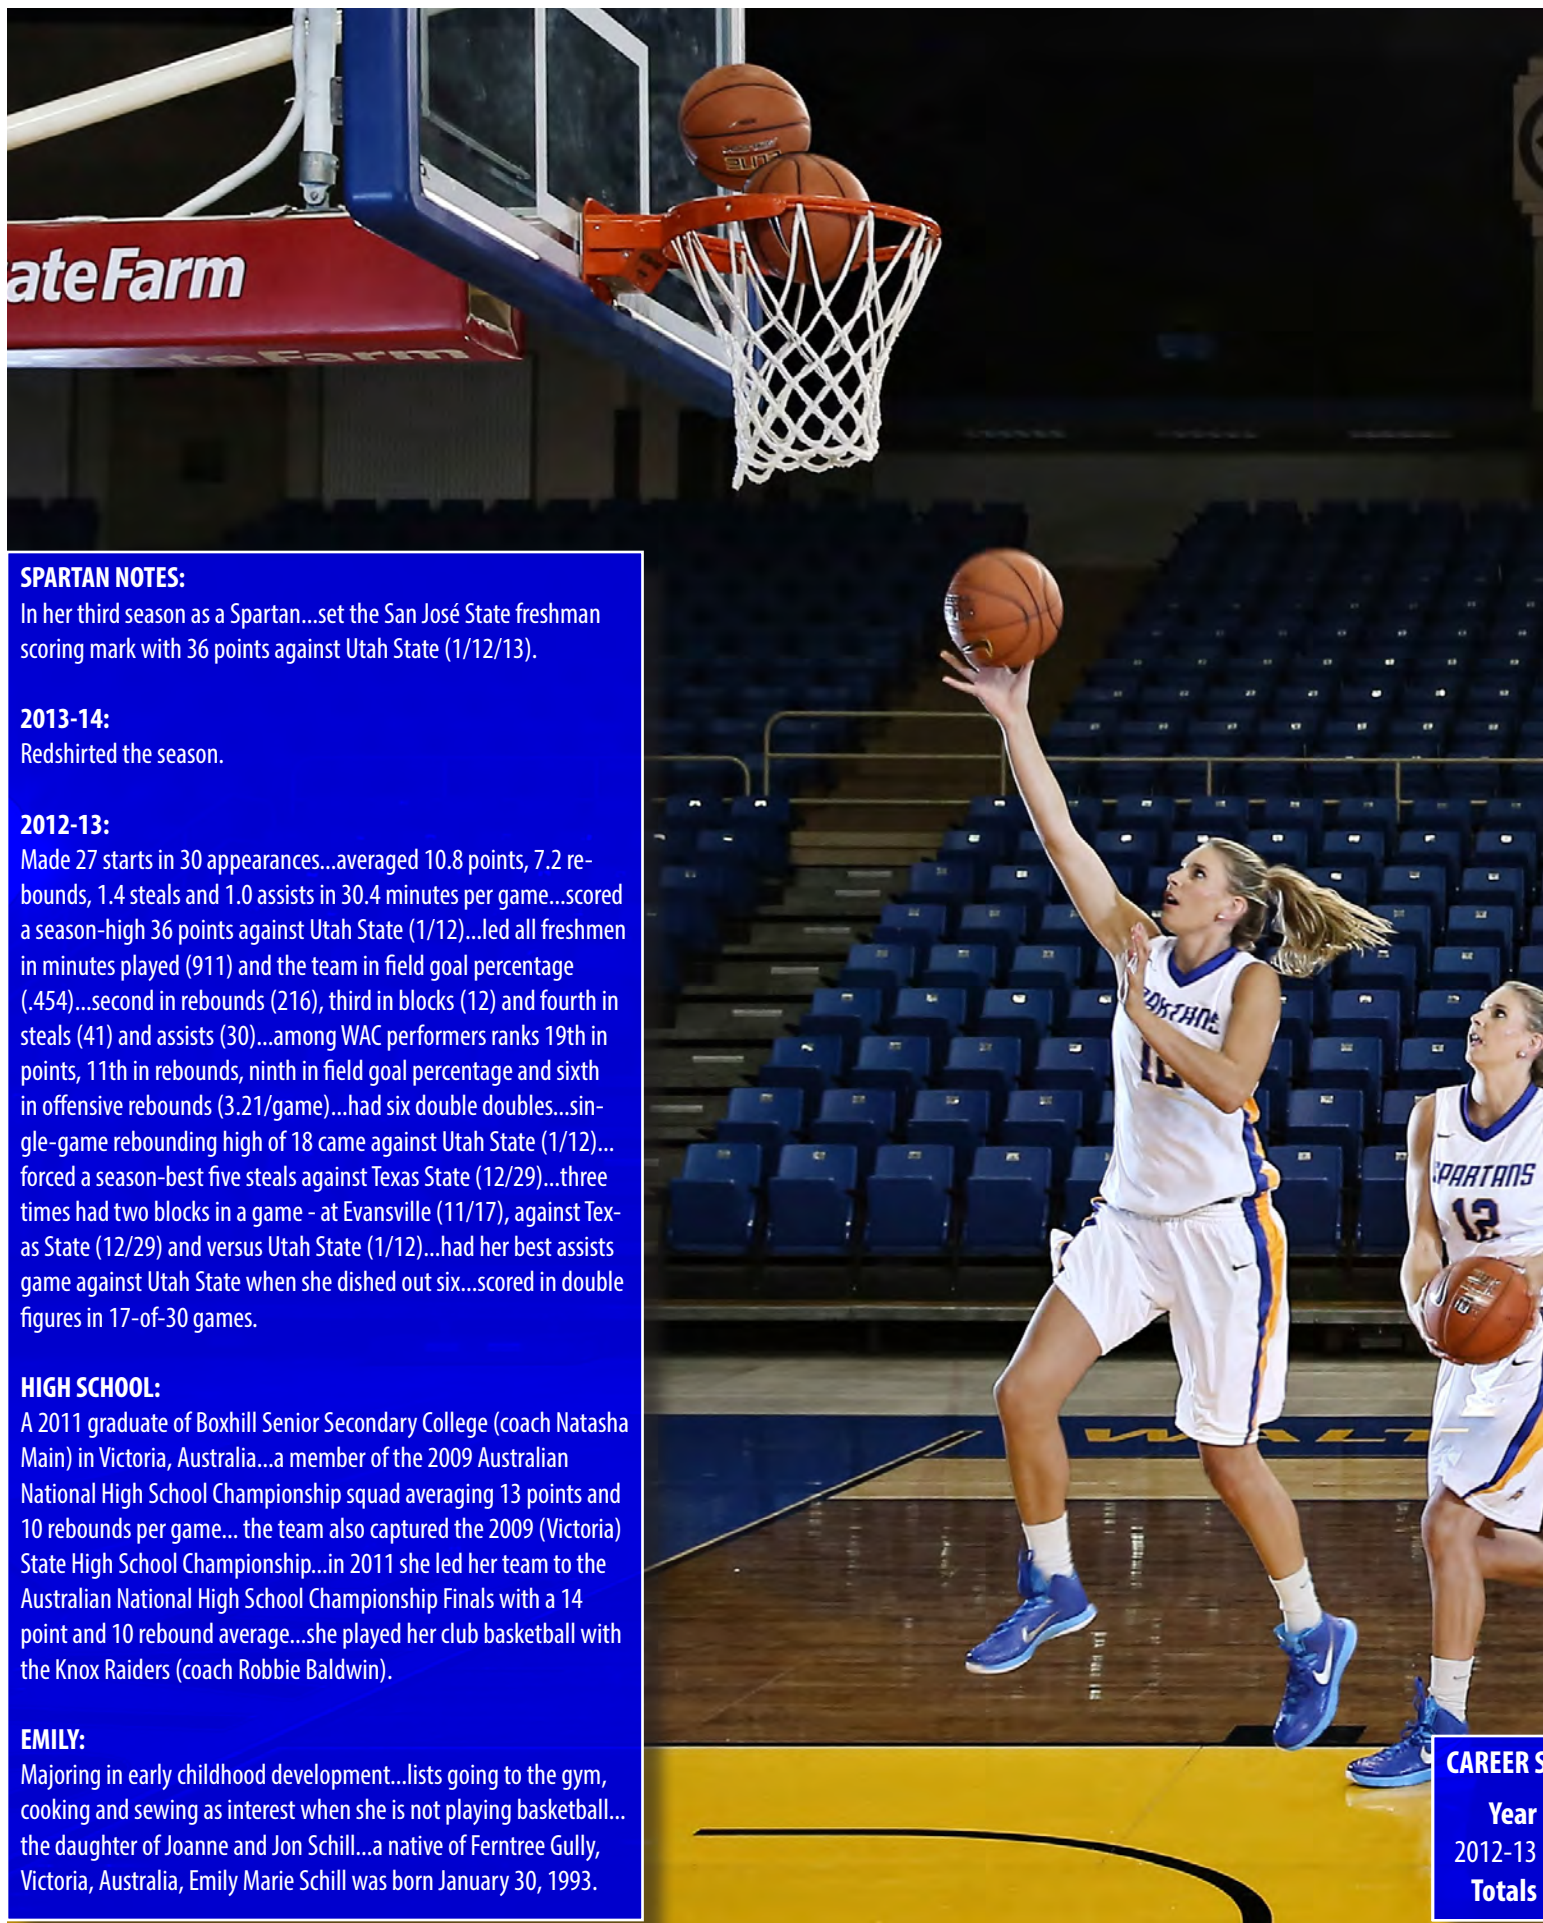 ELITE
ateFarm
ateFarm
SPARTAN NOTES:
In her third season as a Spartan...set the San José State freshman
scoring mark with 36 points against Utah State (1/12/13).
2013-14:
Redshirted the season.
2012-13:
Made 27 starts in 30 appearances...averaged 10.8 points, 7.2 re-
bounds, 1.4 steals and 1.0 assists in 30.4 minutes per game...scored
a season-high 36 points against Utah State (1/12)...led all freshmen
in minutes played (911) and the team in field goal percentage
(.454)...second in rebounds (216), third in blocks (12) and fourth in
steals (41) and assists (30)...among WAC performers ranks 19th in
points, 11th in rebounds, ninth in field goal percentage and sixth
in offensive rebounds (3.21/game)...had six double doubles...sin-
gle-game rebounding high of 18 came against Utah State (1/12)...
forced a season-best five steals against Texas State (12/29)...three
times had two blocks in a game - at Evansville (11/17), against Tex-
as State (12/29) and versus Utah State (1/12)...had her best assists
game against Utah State when she dished out six...scored in double
figures in 17-of-30 games.
HIGH SCHOOL:
A 2011 graduate of Boxhill Senior Secondary College (coach Natasha
Main) in Victoria, Australia...a member of the 2009 Australian
National High School Championship squad averaging 13 points and
10 rebounds per game... the team also captured the 2009 (Victoria)
State High School Championship...in 2011 she led her team to the
Australian National High School Championship Finals with a 14
point and 10 rebound average...she played her club basketball with
the Knox Raiders (coach Robbie Baldwin).
EMILY:
Majoring in early childhood development...lists going to the gym,
cooking and sewing as interest when she is not playing basketball...
the daughter of Joanne and Jon Schill...a native of Ferntree Gully,
Victoria, Australia, Emily Marie Schill was born January 30, 1993.
SPARTANS
12
WALT
CAREER S
Year
2012-13
Totals